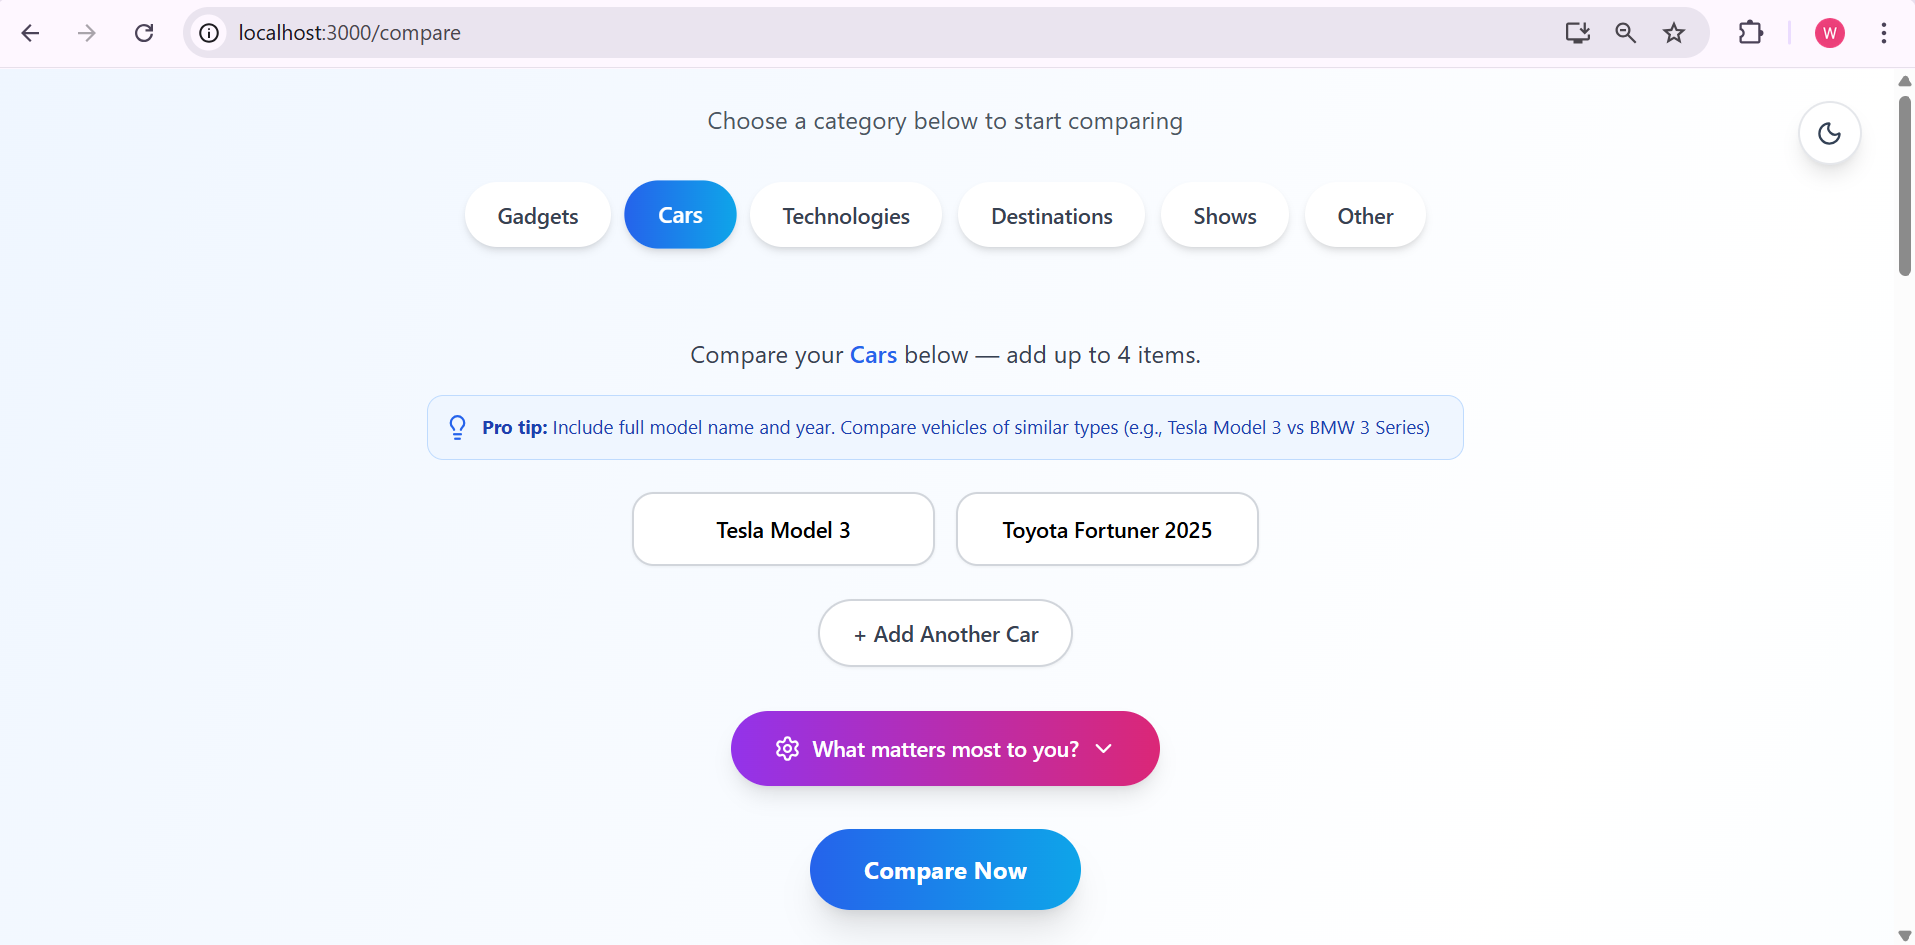 localhost:3000/compare
W
Choose a category below to start comparing
Gadgets
Cars
Technologies
Destinations
Shows
Other
Compare your Cars below — add up to 4 items.
Pro tip: Include full model name and year. Compare vehicles of similar types (e.g., Tesla Model 3 vs BMW 3 Series)
Tesla Model 3
Toyota Fortuner 2025
+ Add Another Car
What matters most to you?
Compare Now